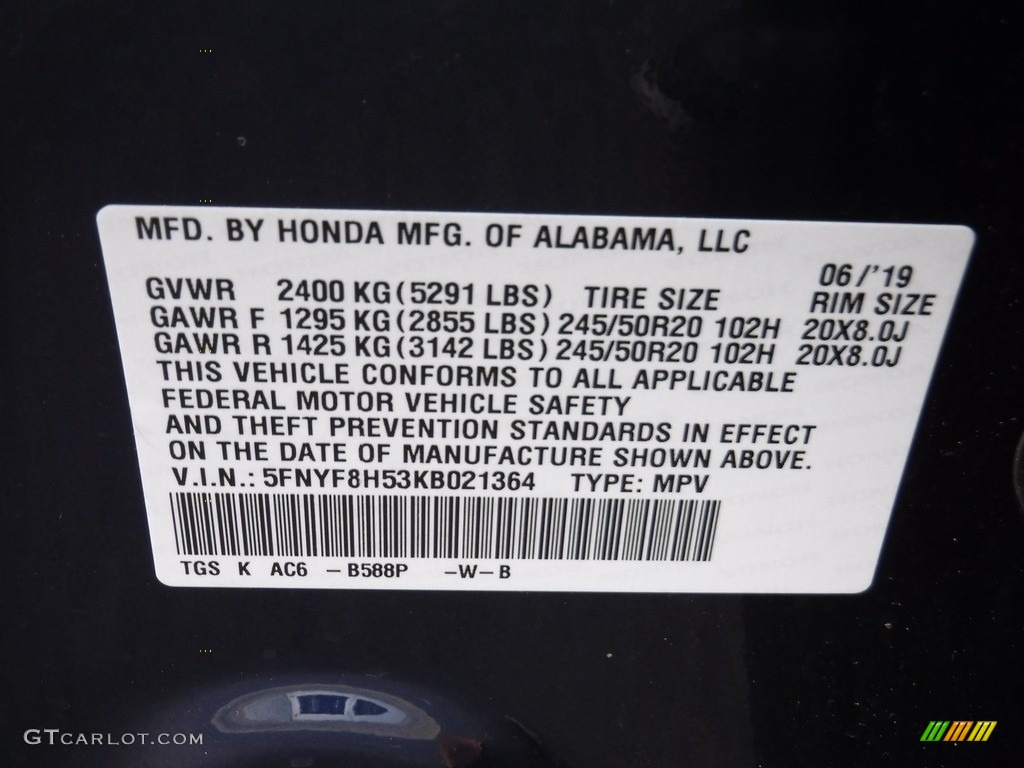 MFD. BY HONDA MFG. OF ALABAMA, LLC
06/'19
GVWR 2400 KG(5291 LBS) TIRE SIZE RIM SIZE
GAWR F 1295 KG(2855 LBS) 245/50R20 102H 20X8.0J
GAWR R 1425 KG(3142 LBS) 245/50R20 102H 20X8.0J
THIS VEHICLE CONFORMS TO ALL APPLICABLE
FEDERAL MOTOR VEHICLE SAFETY
AND THEFT PREVENTION STANDARDS IN EFFECT
ON THE DATE OF MANUFACTURE SHOWN ABOVE.
V.I.N.: 5FNYF8H53KB021364 TYPE: MPV
TGS K AC6 -B588P -W-B
GTCARLOT.COM